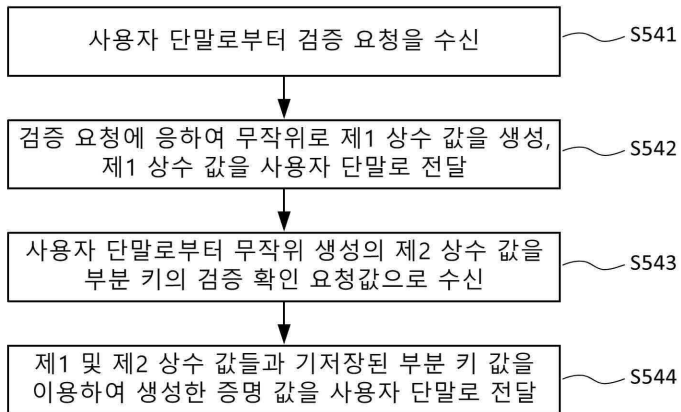 사용자 단말로부터 검증 요청을 수신
S541
검증 요청에 응하여 무작위로 제1 상수 값을 생성,
제1 상수 값을 사용자 단말로 전달
S542
사용자 단말로부터 무작위 생성의 제2 상수 값을
부분 키의 검증 확인 요청값으로 수신
S543
제1 및 제2 상수 값들과 기저장된 부분 키 값을
이용하여 생성한 증명 값을 사용자 단말로 전달
S544